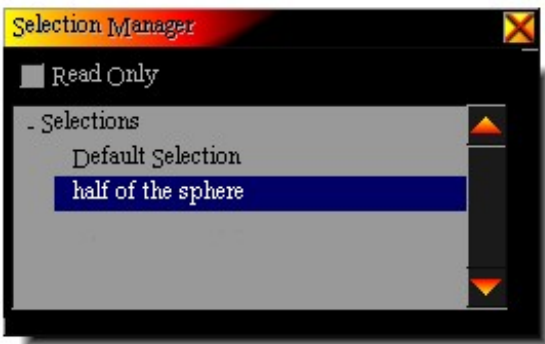 Selection Manager
Read Only
- Selections
Default Selection
half of the sphere